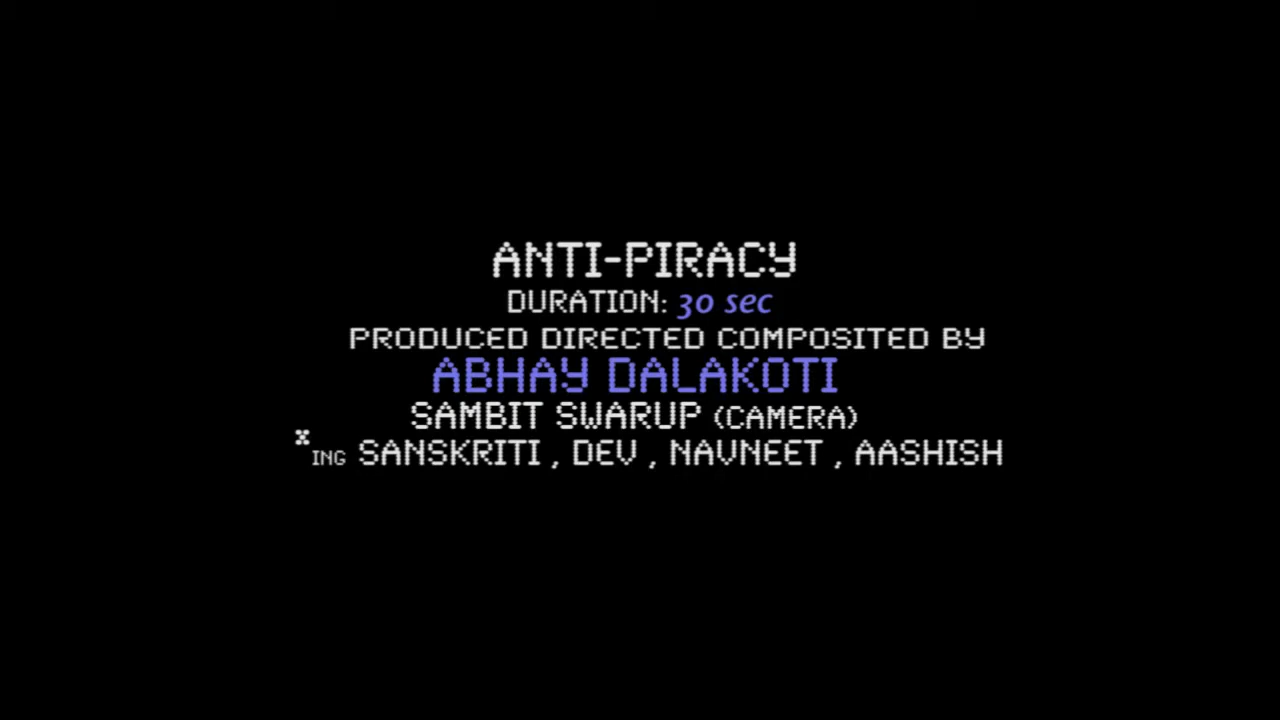 ANTI-PIRACY
DURATION: 30 sec
PRODUCED DIRECTED COMPOSITED BY
ABHAY DALAKOTI
SAMBIT SWARUP (CAMERA)
*ING SANSKRITI , DEV , NAVNEET , AASHISH